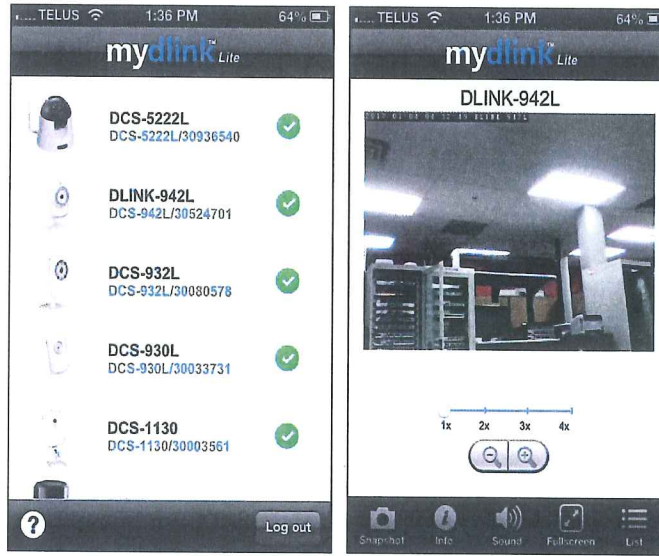 TELUS 1:36 PM 64%
mydlink™ Lite
DCS-5222L
DCS-5222L/30936540
DLINK-942L
DCS-942L/30524701
DCS-932L
DCS-932L/30080578
DCS-930L
DCS-930L/30033731
DCS-1130
DCS-1130/30003561
?
Log out
TELUS 1:36 PM 64%
mydlink™ Lite
DLINK-942L
1x 2x 3x 4x
Snapshot Info Sound Fullscreen List